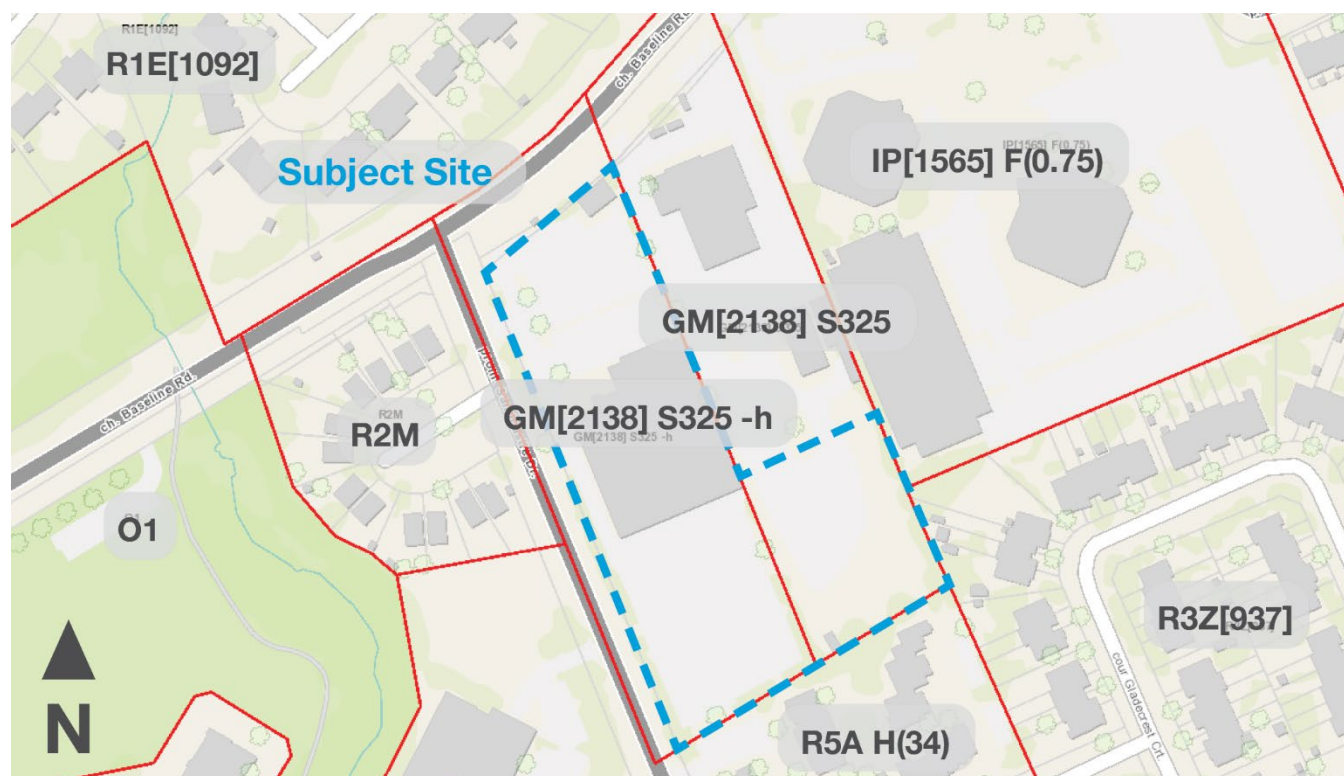 R1E[1092]
R1E[1092]
ch. Baseline Rd.
Subject Site
IP[1565] F(0.75)
IP[1565] F(0.75)
GM[2138] S325
GM[2138] S325 -h
GM[2138] S325 -h
ch. Baseline Rd.
R2M
R2M
O1
R3Z[937]
cour Gladecrest Crt.
R5A H(34)
N